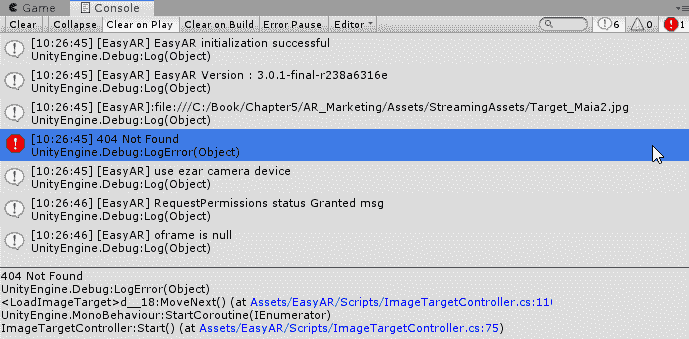 Game Console
Clear Collapse Clear on Play Clear on Build Error Pause Editor 6 0 1
[10:26:45] [EasyAR] EasyAR initialization successful
UnityEngine.Debug:Log(Object)
[10:26:45] [EasyAR] EasyAR Version : 3.0.1-final-r238a6316e
UnityEngine.Debug:Log(Object)
[10:26:45] [EasyAR]:file:///C:/Book/Chapter5/AR_Marketing/Assets/StreamingAssets/Target_Maia2.jpg
UnityEngine.Debug:Log(Object)
[10:26:45] 404 Not Found
UnityEngine.Debug:LogError(Object)
[10:26:45] [EasyAR] use ezar camera device
UnityEngine.Debug:Log(Object)
[10:26:46] [EasyAR] RequestPermissions status Granted msg
UnityEngine.Debug:Log(Object)
[10:26:46] [EasyAR] oframe is null
UnityEngine.Debug:Log(Object)
404 Not Found
UnityEngine.Debug:LogError(Object)
<LoadImageTarget>d__18:MoveNext() (at Assets/EasyAR/Scripts/ImageTargetController.cs:110
UnityEngine.MonoBehaviour:StartCoroutine(IEnumerator)
ImageTargetController:Start() (at Assets/EasyAR/Scripts/ImageTargetController.cs:75)